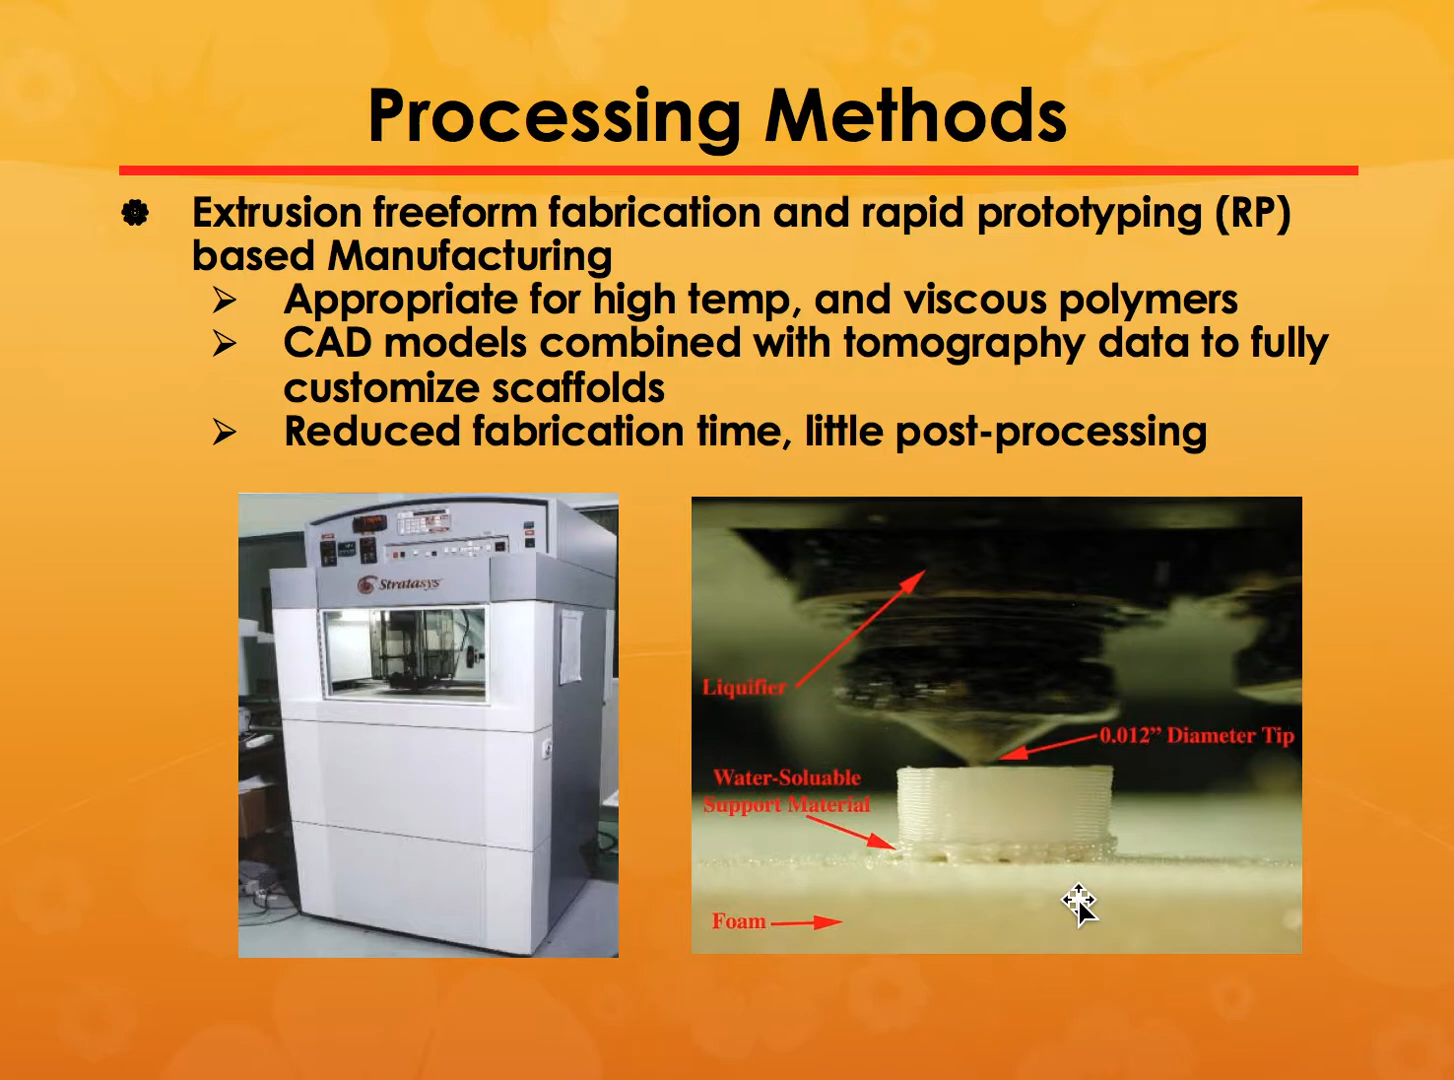 Processing Methods
Extrusion freeform fabrication and rapid prototyping (RP)
based Manufacturing
Appropriate for high temp, and viscous polymers
CAD models combined with tomography data to fully
customize scaffolds
Reduced fabrication time, little post-processing
Stratasys
Liquifier
0.012” Diameter Tip
Water-Soluable
Support Material
Foam